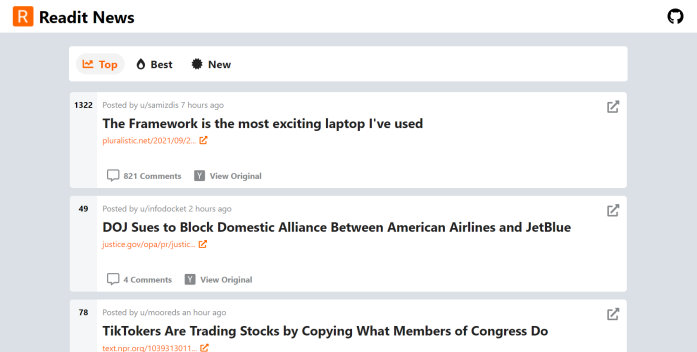 R Readit News
Top Best New
1322
Posted by u/samizdis 7 hours ago
The Framework is the most exciting laptop I've used
pluralistic.net/2021/09/2...
821 Comments Y View Original
49
Posted by u/infodocket 2 hours ago
DOJ Sues to Block Domestic Alliance Between American Airlines and JetBlue
justice.gov/opa/pr/justic...
4 Comments Y View Original
78
Posted by u/mooreds an hour ago
TikTokers Are Trading Stocks by Copying What Members of Congress Do
text.npr.org/1039313011...